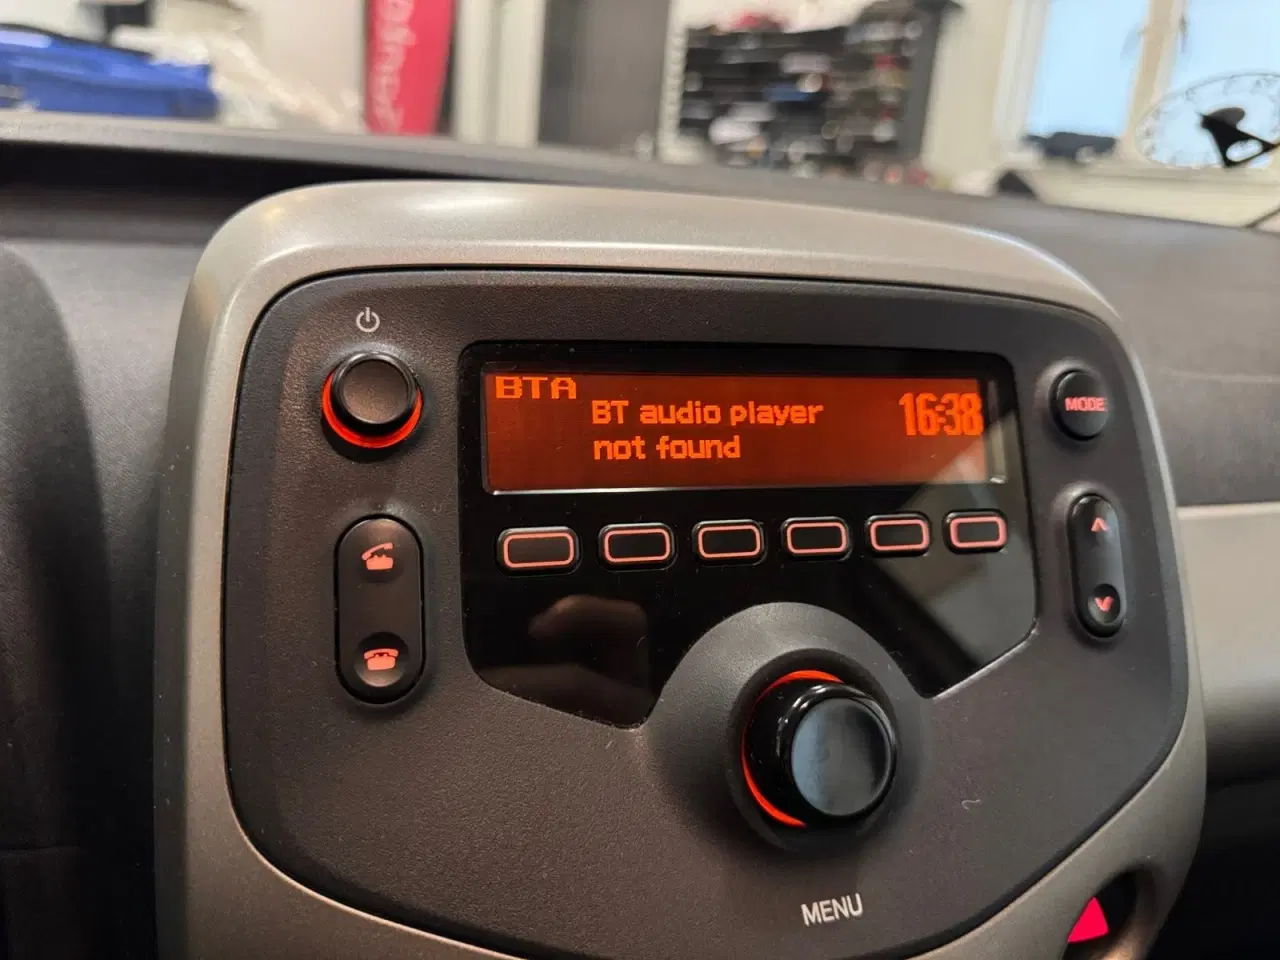 BTA
BT audio player
not found
16:38
MODE
MENU